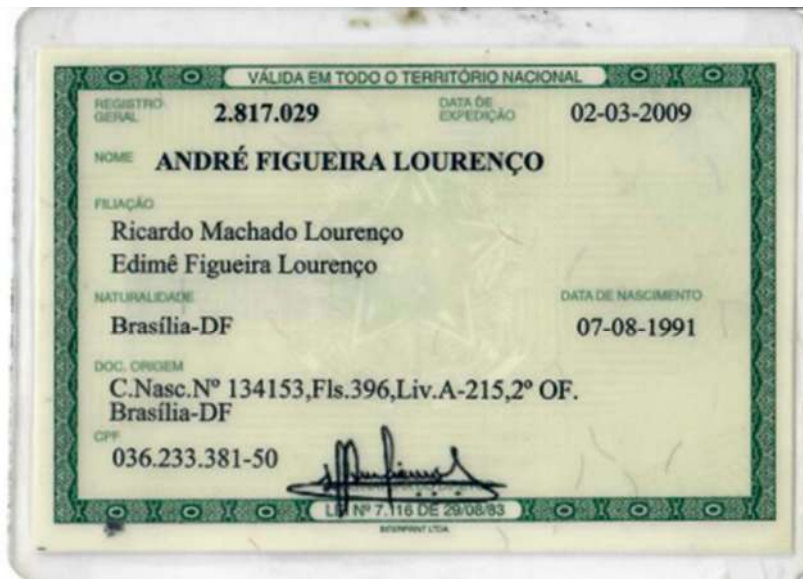 VÁLIDA EM TODO O TERRITÓRIO NACIONAL
REGISTRO GERAL 2.817.029 DATA DE EXPEDIÇÃO 02-03-2009
NOME ANDRÉ FIGUEIRA LOURENÇO
FILIAÇÃO
Ricardo Machado Lourenço
Edimê Figueira Lourenço
NATURALIDADE DATA DE NASCIMENTO
Brasília-DF 07-08-1991
DOC. ORIGEM
C.Nasc.Nº 134153,Fls.396,Liv.A-215,2º OF.
Brasília-DF
CPF
036.233.381-50
LEI Nº 7.116 DE 29/08/83
INTERPRINT LTDA.